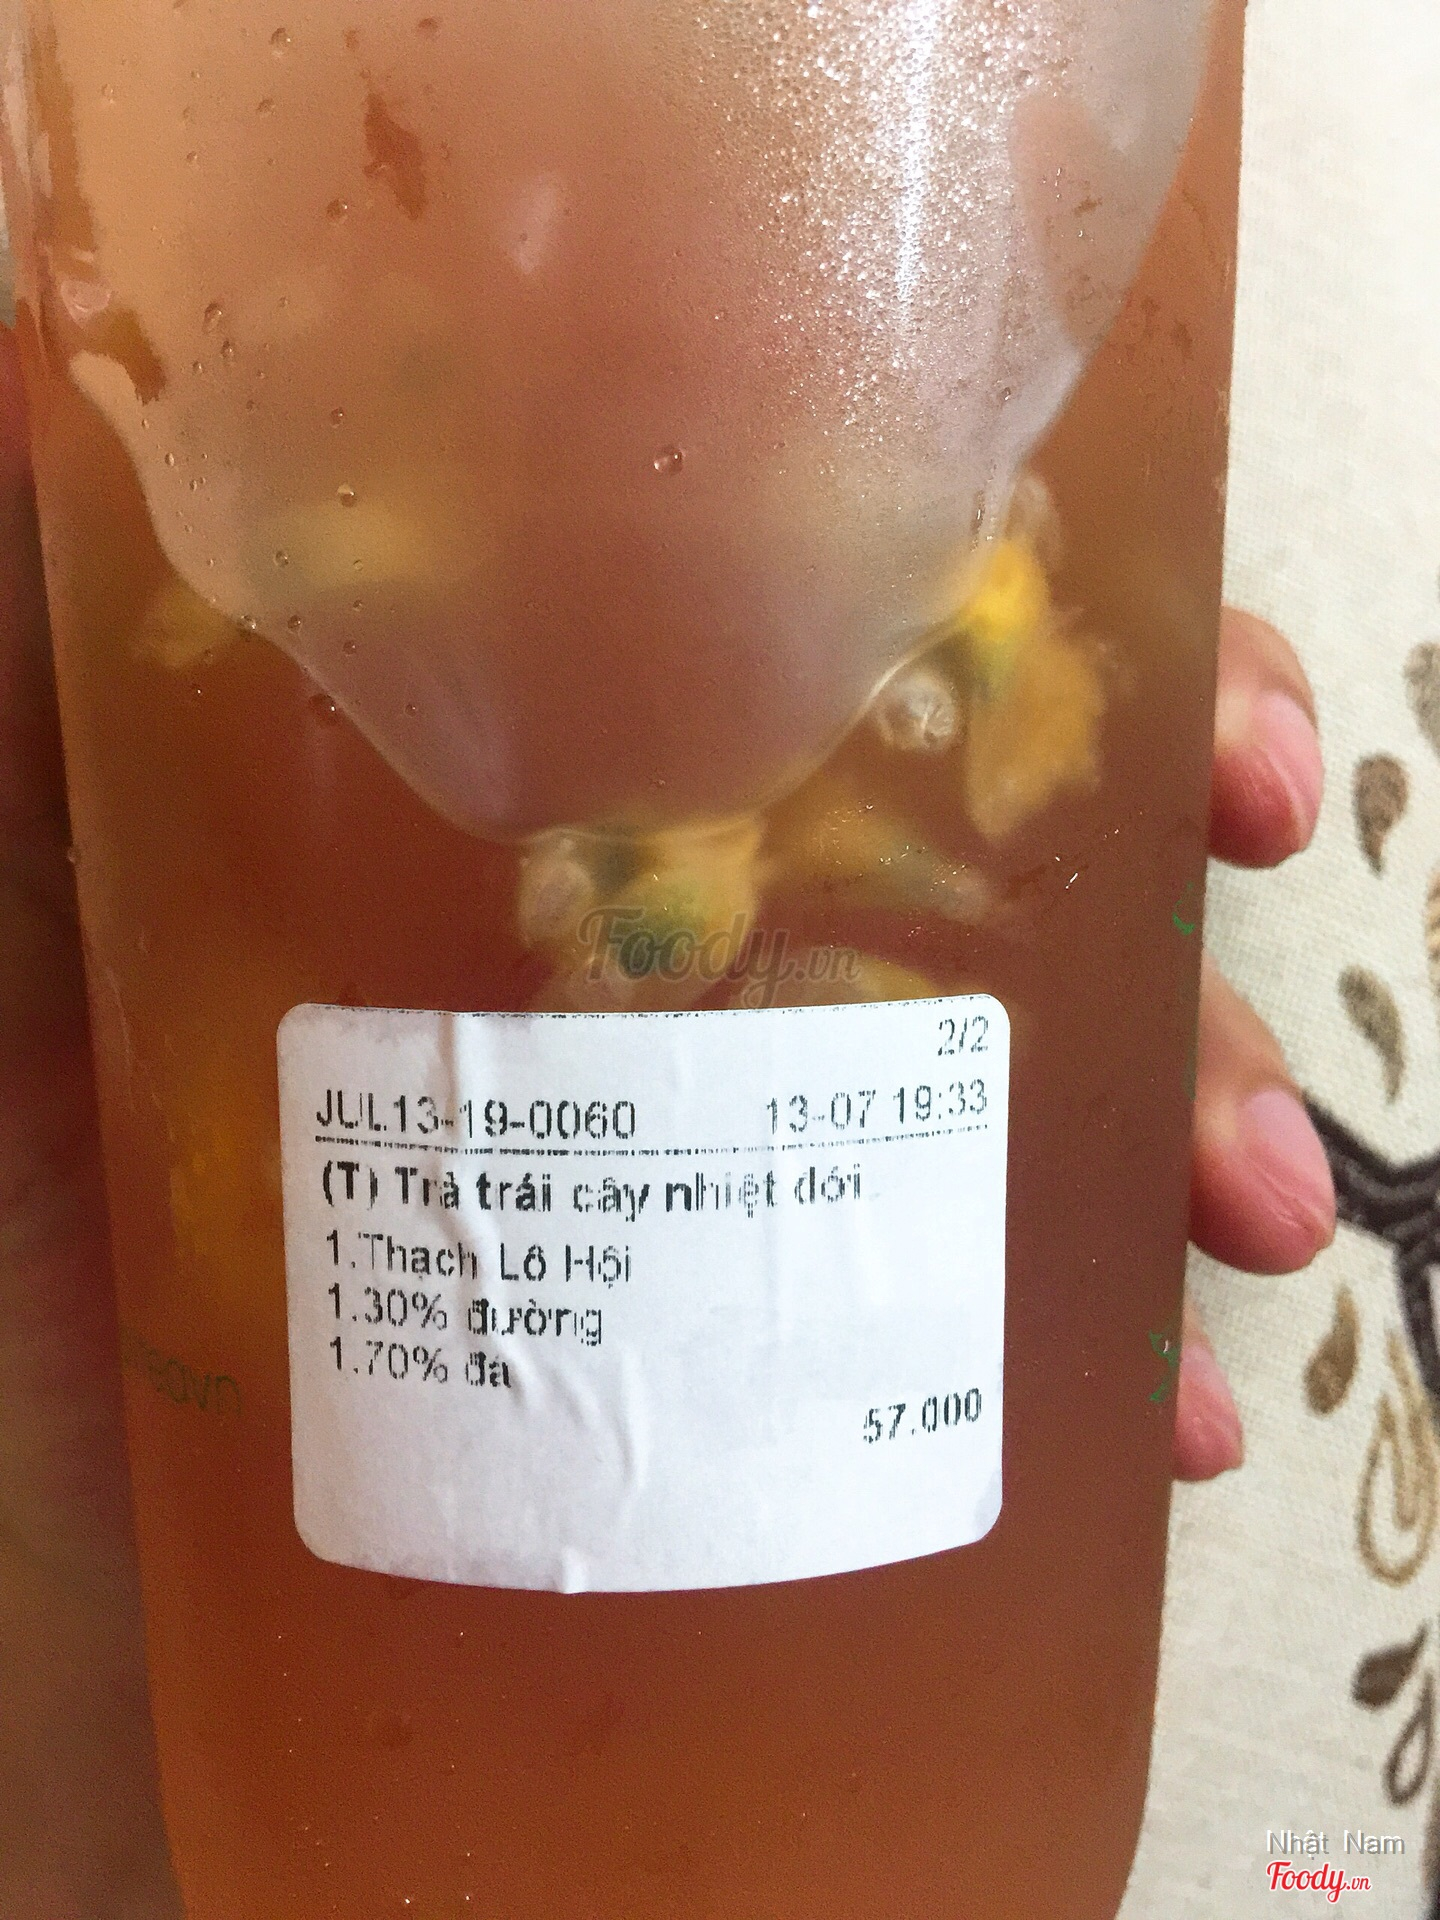 Foody.vn
2/2
JUL13-19-0060 13-07 19:33
(T) Trà trái cây nhiệt đới
1.Thạch Lô Hội
1.30% đường
1.70% đá
57.000
Nhật Nam
Foody.vn